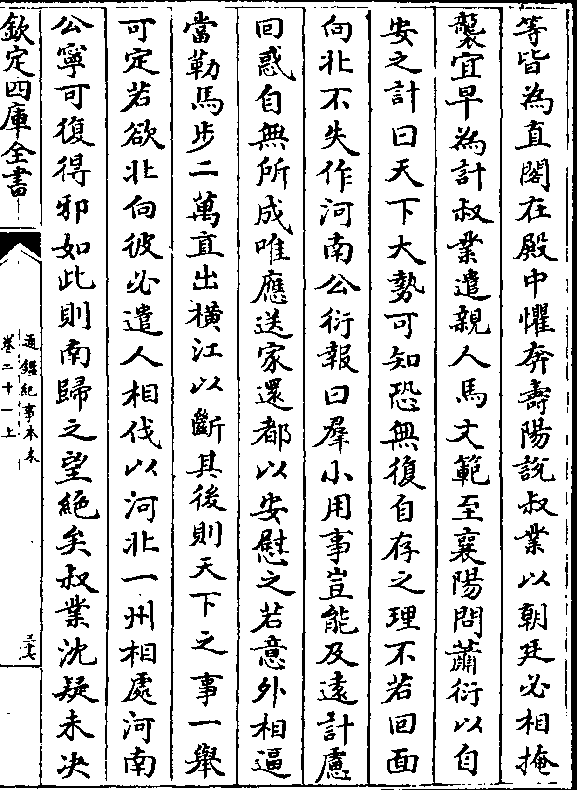 等皆為直閣在殿中懼奔壽陽說叔業以朝廷必相掩
襲宜早為計叔業遣親人馬文範至襄陽問蕭衍以自
安之計曰天下大勢可知恐無復自存之理不若回面
向北不失作河南公衍報曰羣小用事豈能及遠計慮
回惑自無所成唯應送家還都以安慰之若意外相逼
當勒馬步二萬直出橫江以斷其後則天下之事一舉
可定若欲北向彼必遣人相代以河北一州相處河南
公寧可復得邪如此則南歸之望絕矣叔業沈疑未決
欽定四庫全書
通鑑紀事本末
卷二十一上
三十七